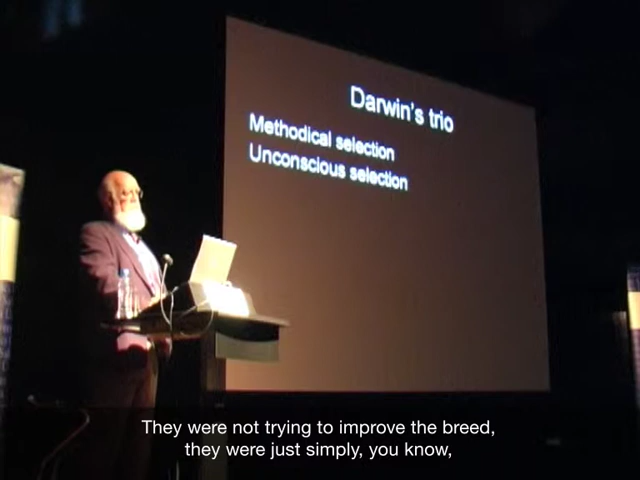 Darwin's trio
Methodical selection
Unconscious selection
They were not trying to improve the breed,
they were just simply, you know,